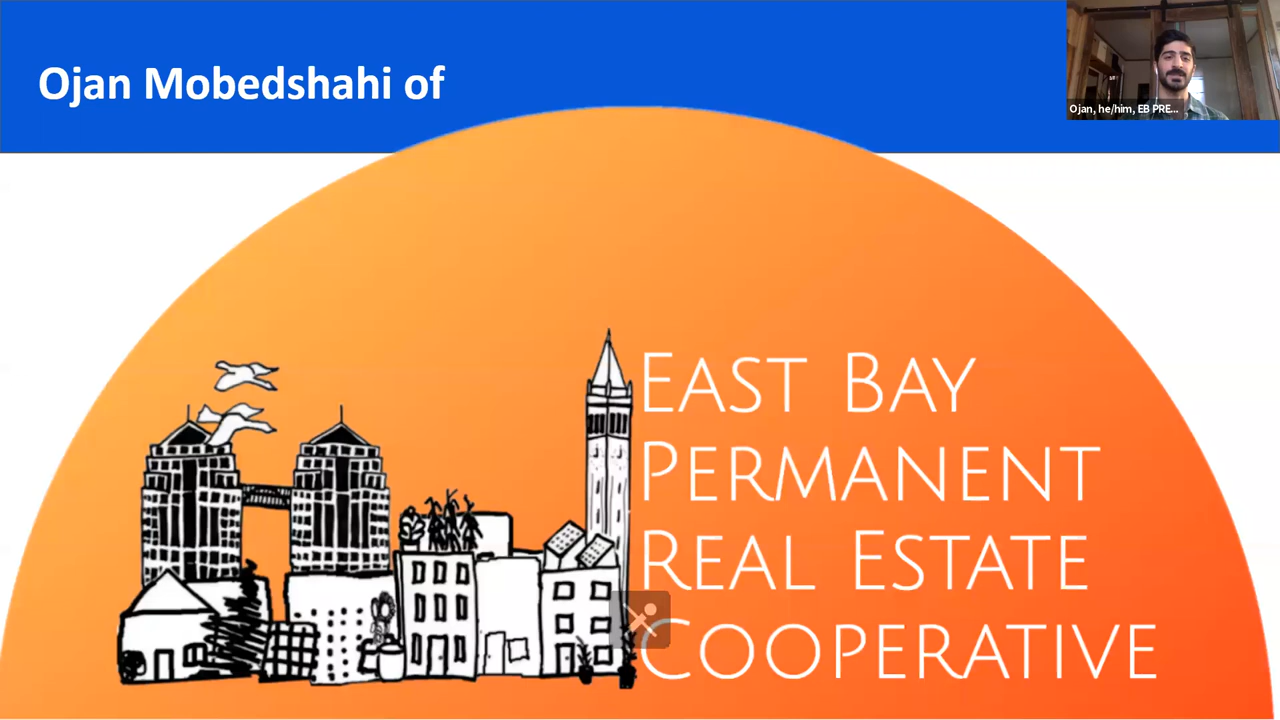 Ojan Mobedshahi of
Ojan, he/him, EB PRE...
EAST BAY
PERMANENT
REAL ESTATE
COOPERATIVE